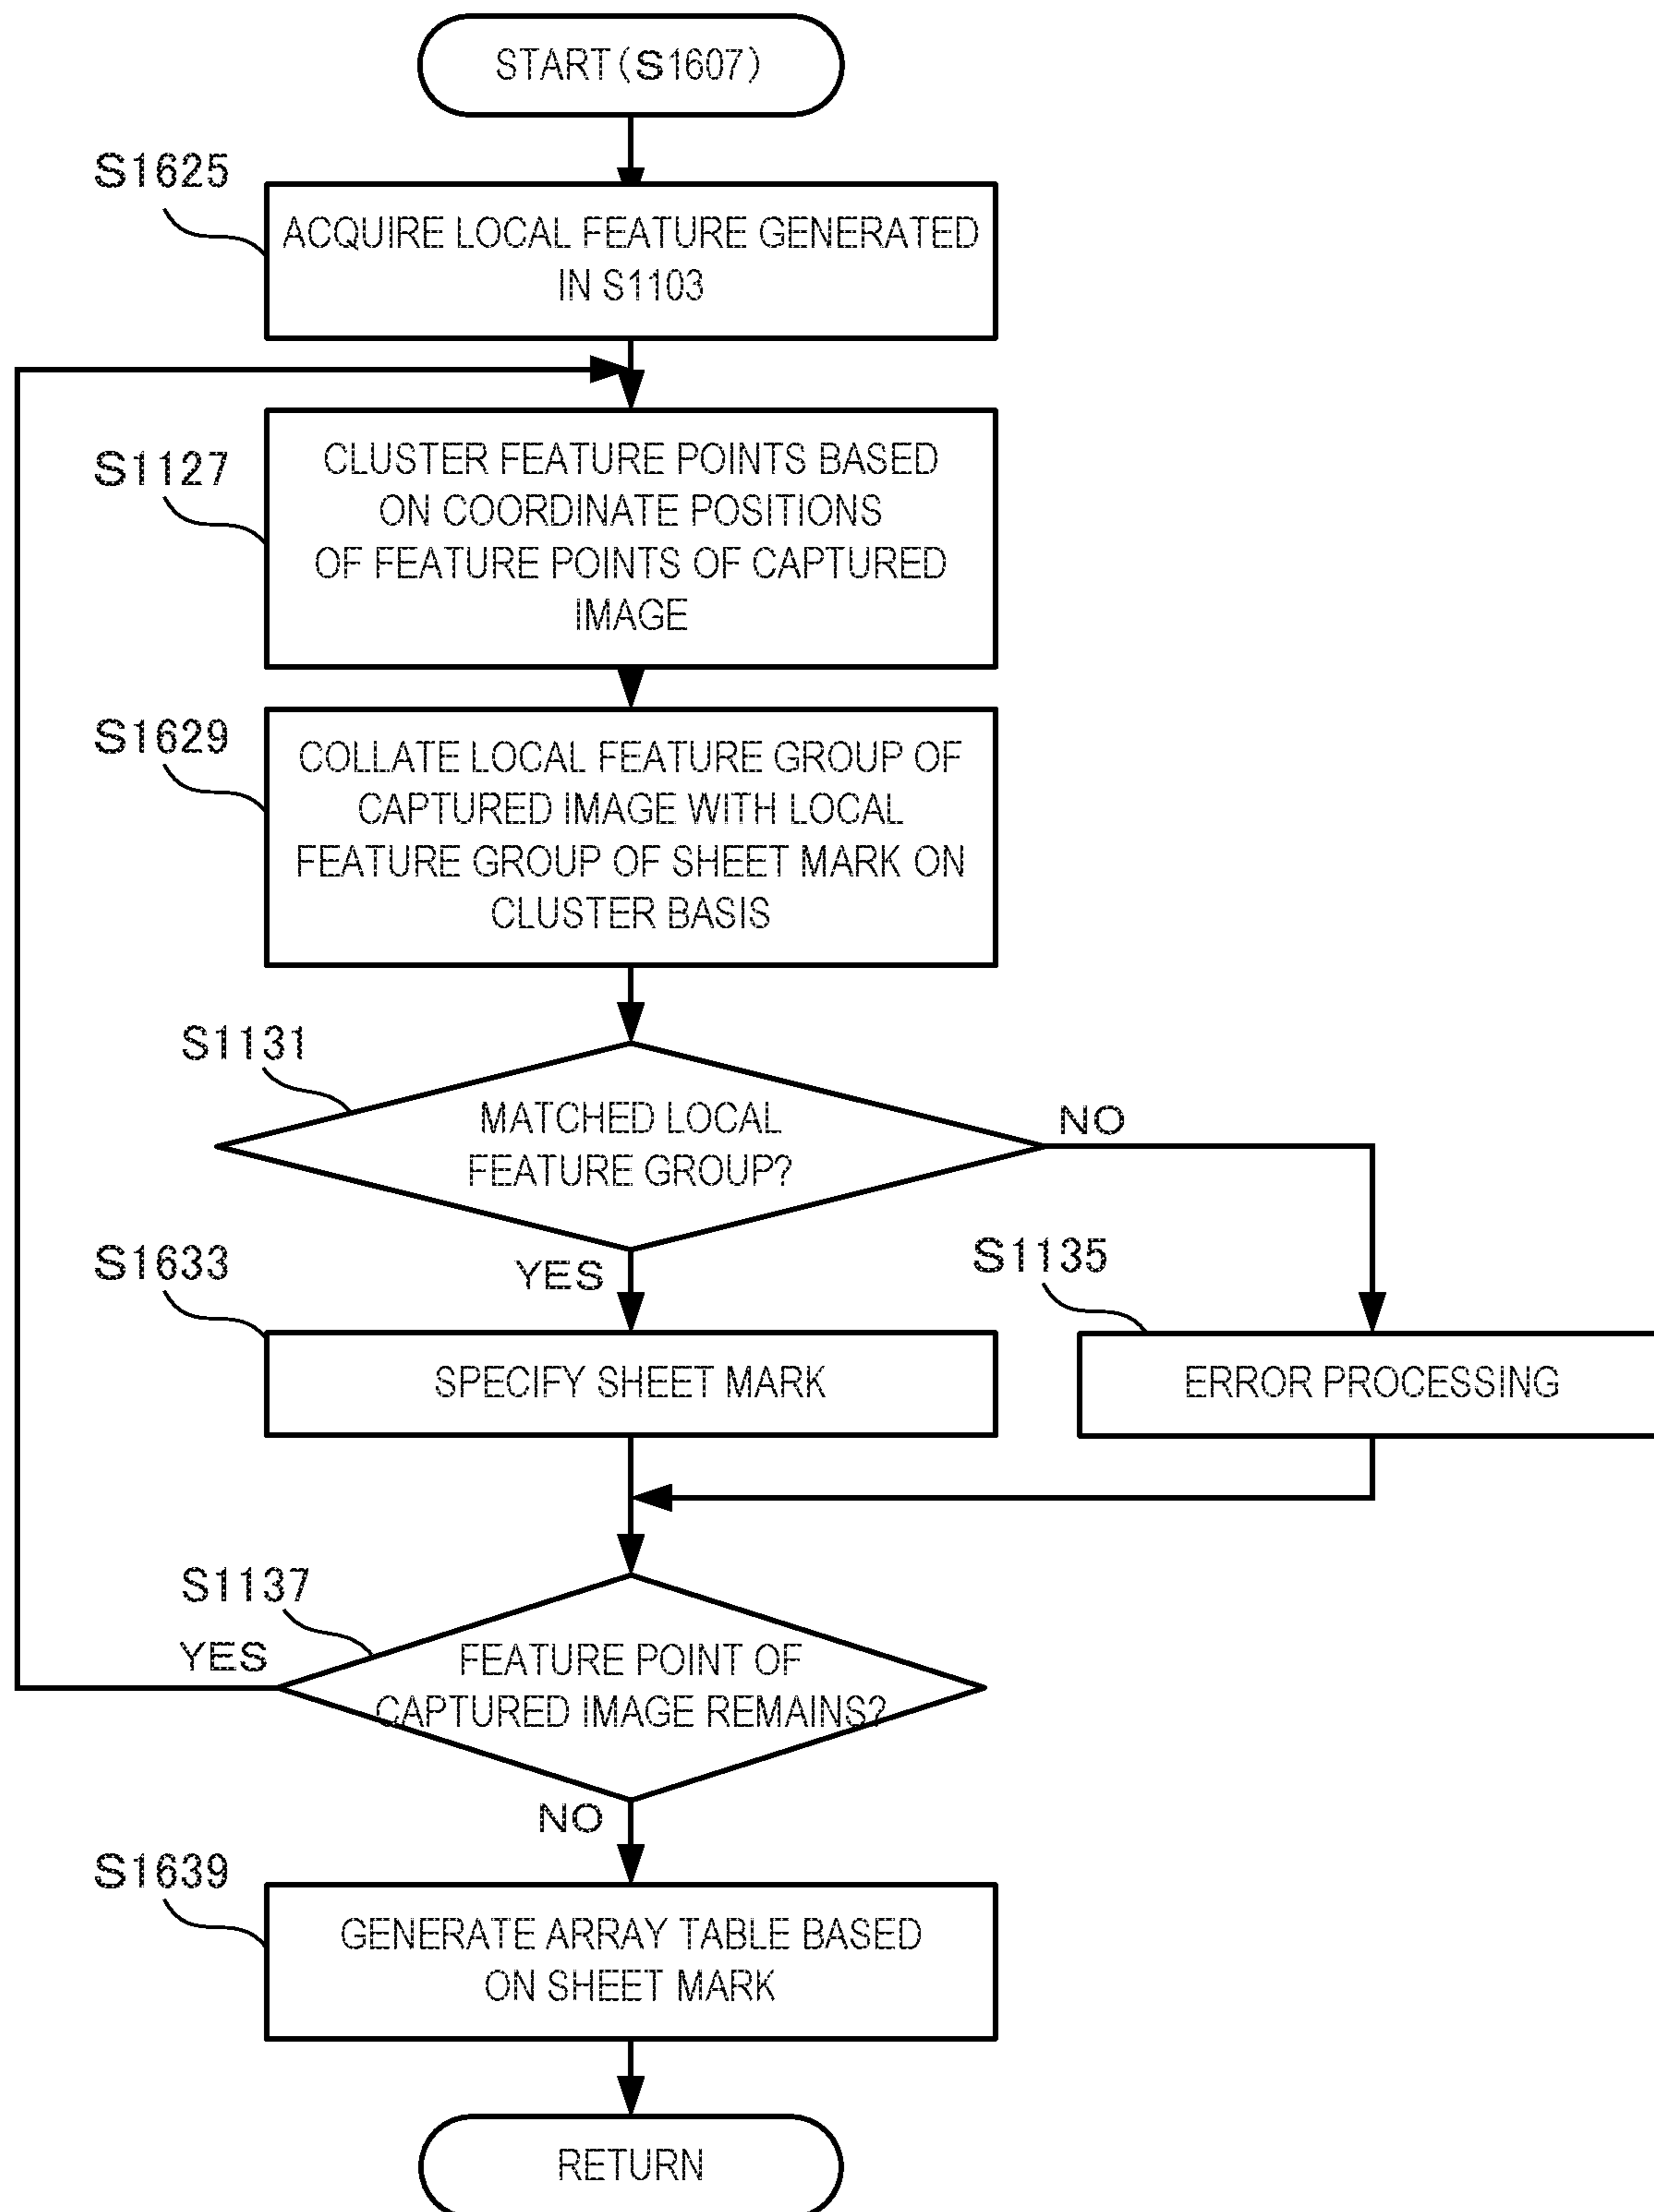 START(S1607)
S1625
ACQUIRE LOCAL FEATURE GENERATED
IN S1103
S1127
CLUSTER FEATURE POINTS BASED
ON COORDINATE POSITIONS
OF FEATURE POINTS OF CAPTURED
IMAGE
S1629
COLLATE LOCAL FEATURE GROUP OF
CAPTURED IMAGE WITH LOCAL
FEATURE GROUP OF SHEET MARK ON
CLUSTER BASIS
S1131
MATCHED LOCAL
FEATURE GROUP?
NO
YES
S1633
SPECIFY SHEET MARK
S1135
ERROR PROCESSING
S1137
YES
FEATURE POINT OF
CAPTURED IMAGE REMAINS?
NO
S1639
GENERATE ARRAY TABLE BASED
ON SHEET MARK
RETURN